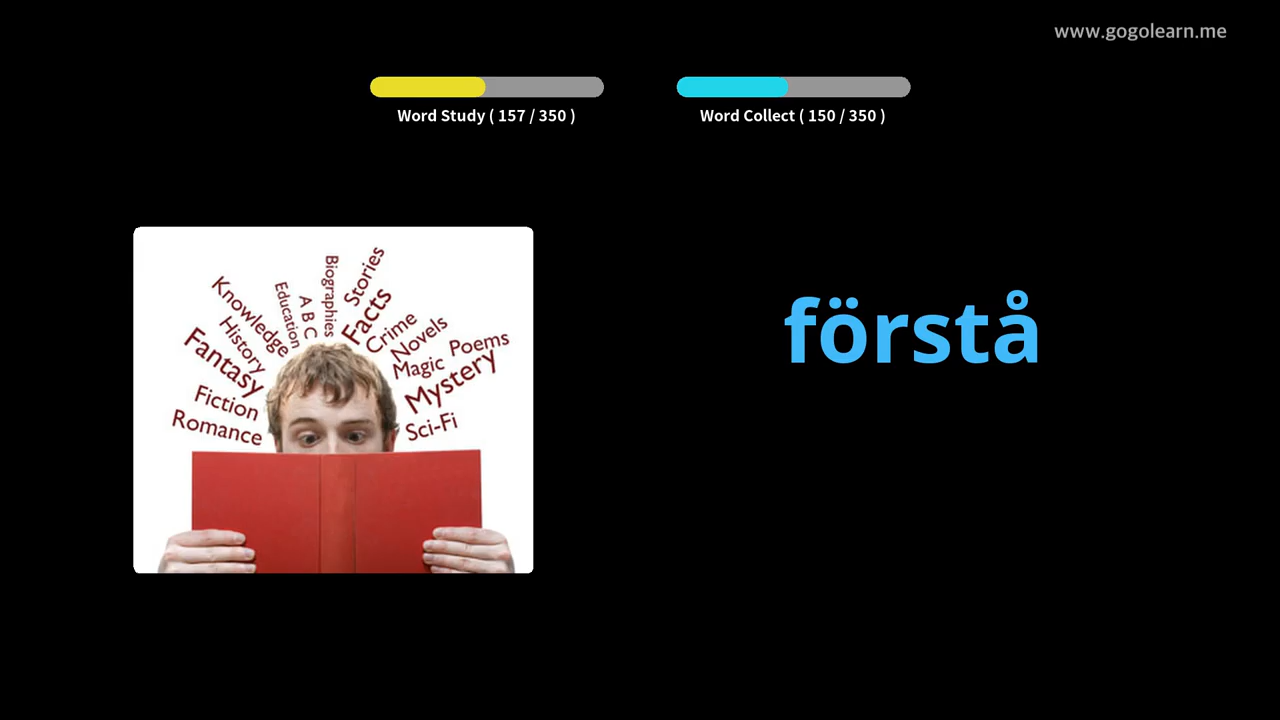 www.gogolearn.me
Word Study ( 157 / 350 )
Word Collect ( 150 / 350 )
förstå
Biographies
Stories
Education
A B C
Facts
Knowledge
Crime
History
Novels
Fantasy
Magic
Poems
Mystery
Fiction
Romance
Sci-Fi